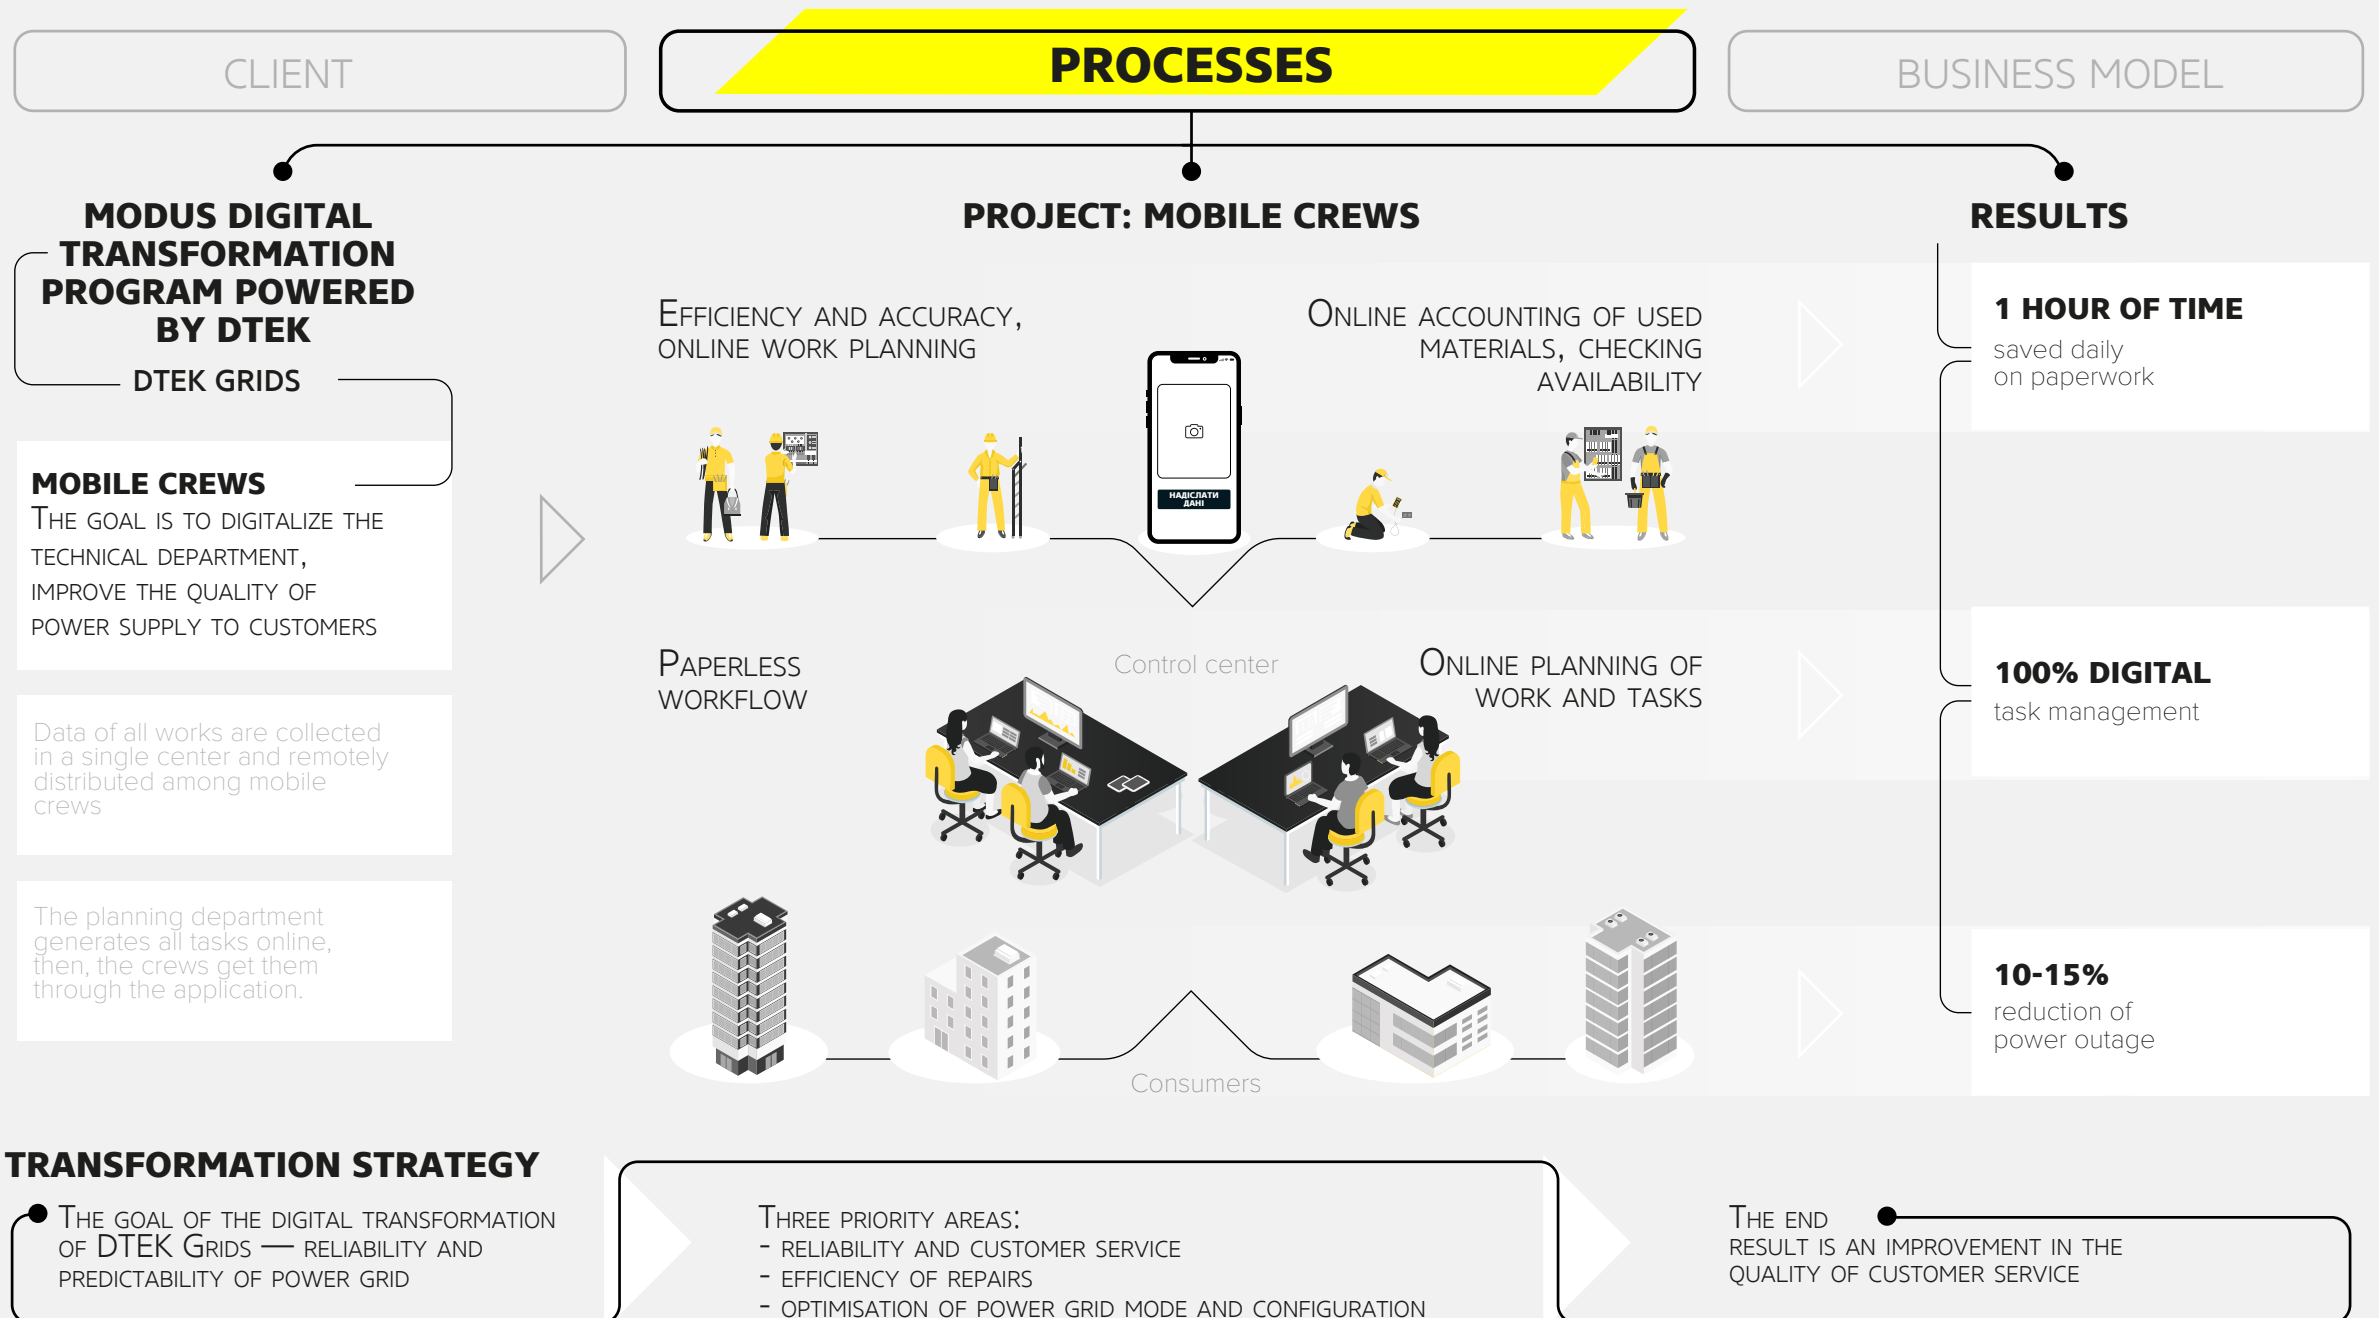 CLIENT
PROCESSES
BUSINESS MODEL
MODUS DIGITAL
TRANSFORMATION
PROGRAM POWERED
BY DTEK
DTEK GRIDS
MOBILE CREWS
THE GOAL IS TO DIGITALIZE THE
TECHNICAL DEPARTMENT,
IMPROVE THE QUALITY OF
POWER SUPPLY TO CUSTOMERS
Data of all works are collected
in a single center and remotely
distributed among mobile
crews
The planning department
generates all tasks online,
then, the crews get them
through the application.
PROJECT: MOBILE CREWS
EFFICIENCY AND ACCURACY,
ONLINE WORK PLANNING
ONLINE ACCOUNTING OF USED
MATERIALS, CHECKING
AVAILABILITY
НАДІСЛАТИ
ДАНІ
PAPERLESS
WORKFLOW
Control center
ONLINE PLANNING OF
WORK AND TASKS
Consumers
RESULTS
1 HOUR OF TIME
saved daily
on paperwork
100% DIGITAL
task management
10-15%
reduction of
power outage
TRANSFORMATION STRATEGY
THE GOAL OF THE DIGITAL TRANSFORMATION
OF DTEK GRIDS — RELIABILITY AND
PREDICTABILITY OF POWER GRID
THREE PRIORITY AREAS:
- RELIABILITY AND CUSTOMER SERVICE
- EFFICIENCY OF REPAIRS
- OPTIMISATION OF POWER GRID MODE AND CONFIGURATION
THE END
RESULT IS AN IMPROVEMENT IN THE
QUALITY OF CUSTOMER SERVICE